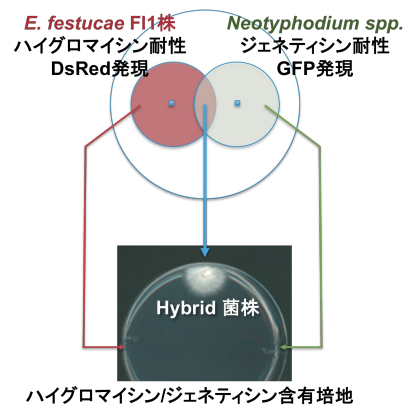 E. festucae Fl1株
ハイグロマイシン耐性
DsRed発現
Neotyphodium spp.
ジェネティシン耐性
GFP発現
Hybrid 菌株
ハイグロマイシン/ジェネティシン含有培地